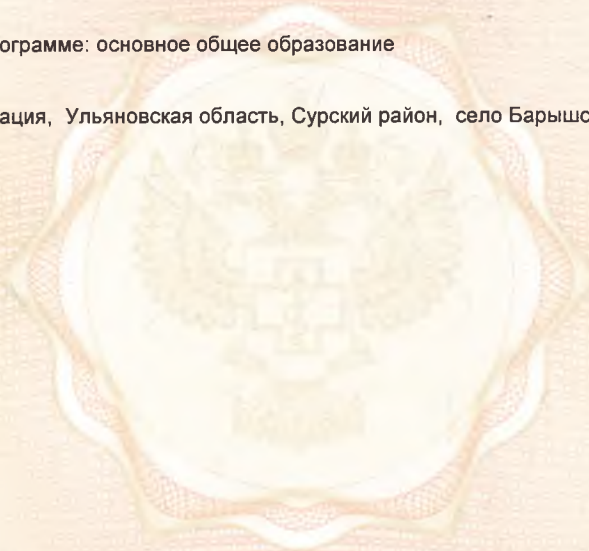 ограмме: основное общее образование
ация, Ульяновская область, Сурский район, село Барышс